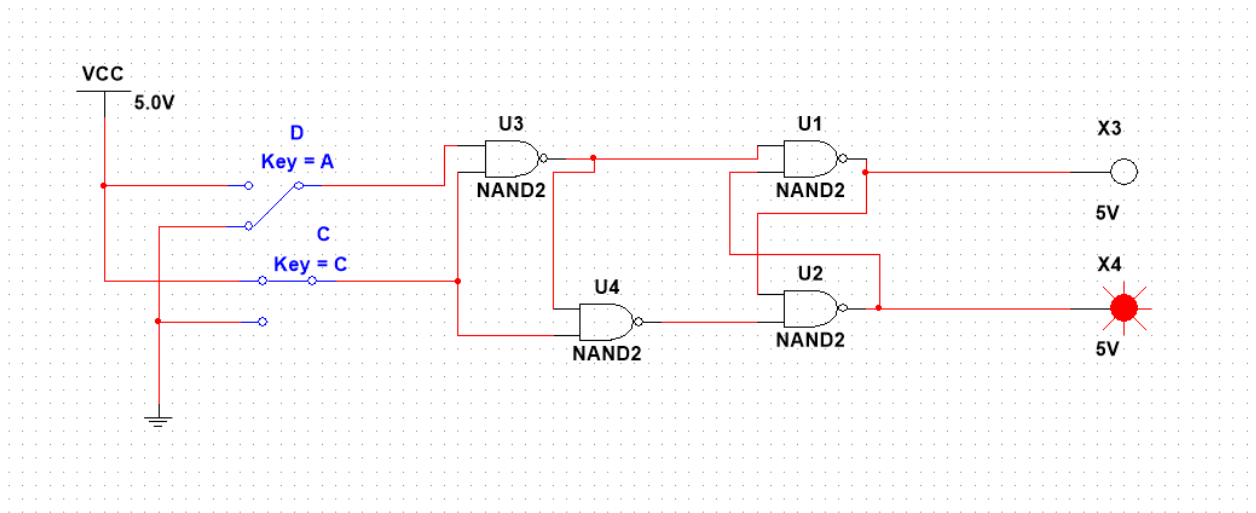 VCC
5.0V
D
Key = A
C
Key = C
U3
NAND2
U4
NAND2
U1
NAND2
U2
NAND2
X3
5V
X4
5V